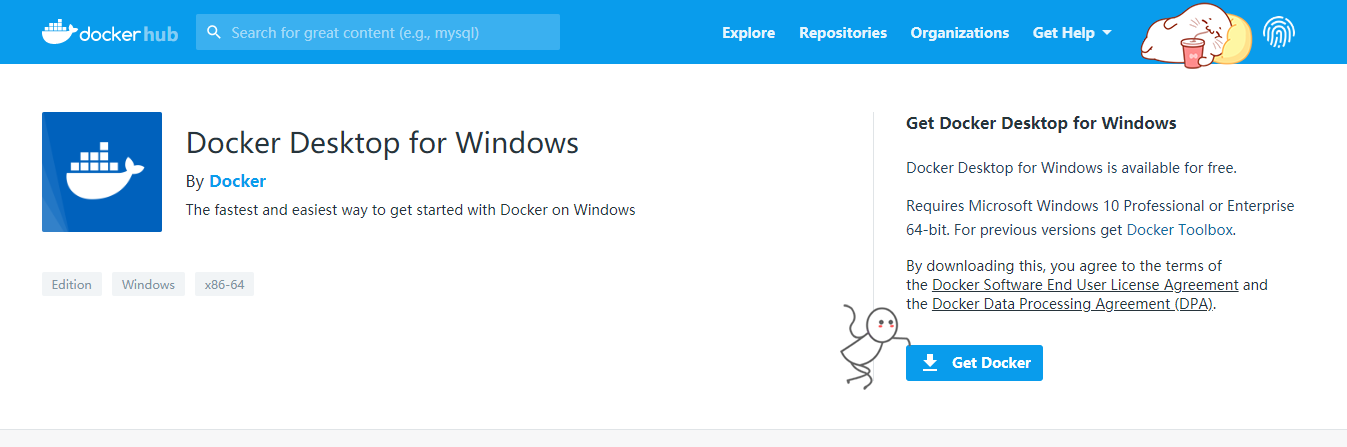 dockerhub
Search for great content (e.g., mysql)
Explore
Repositories
Organizations
Get Help
Docker Desktop for Windows
By Docker
The fastest and easiest way to get started with Docker on Windows
Edition
Windows
x86-64
Get Docker Desktop for Windows
Docker Desktop for Windows is available for free.
Requires Microsoft Windows 10 Professional or Enterprise
64-bit. For previous versions get Docker Toolbox.
By downloading this, you agree to the terms of
the Docker Software End User License Agreement and
the Docker Data Processing Agreement (DPA).
Get Docker